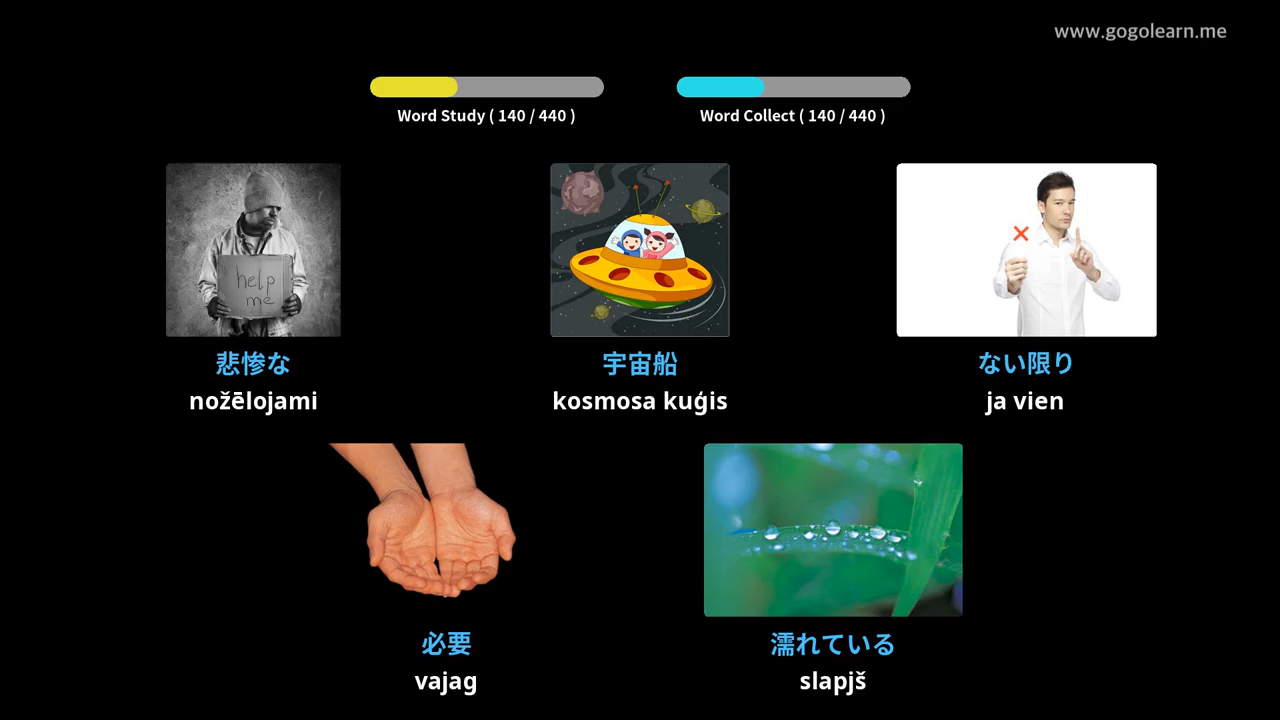 www.gogolearn.me
Word Study ( 140 / 440 )
Word Collect ( 140 / 440 )
help
me
悲惨な
nožēlojami
宇宙船
kosmosa kuģis
ない限り
ja vien
必要
vajag
濡れている
slapjš